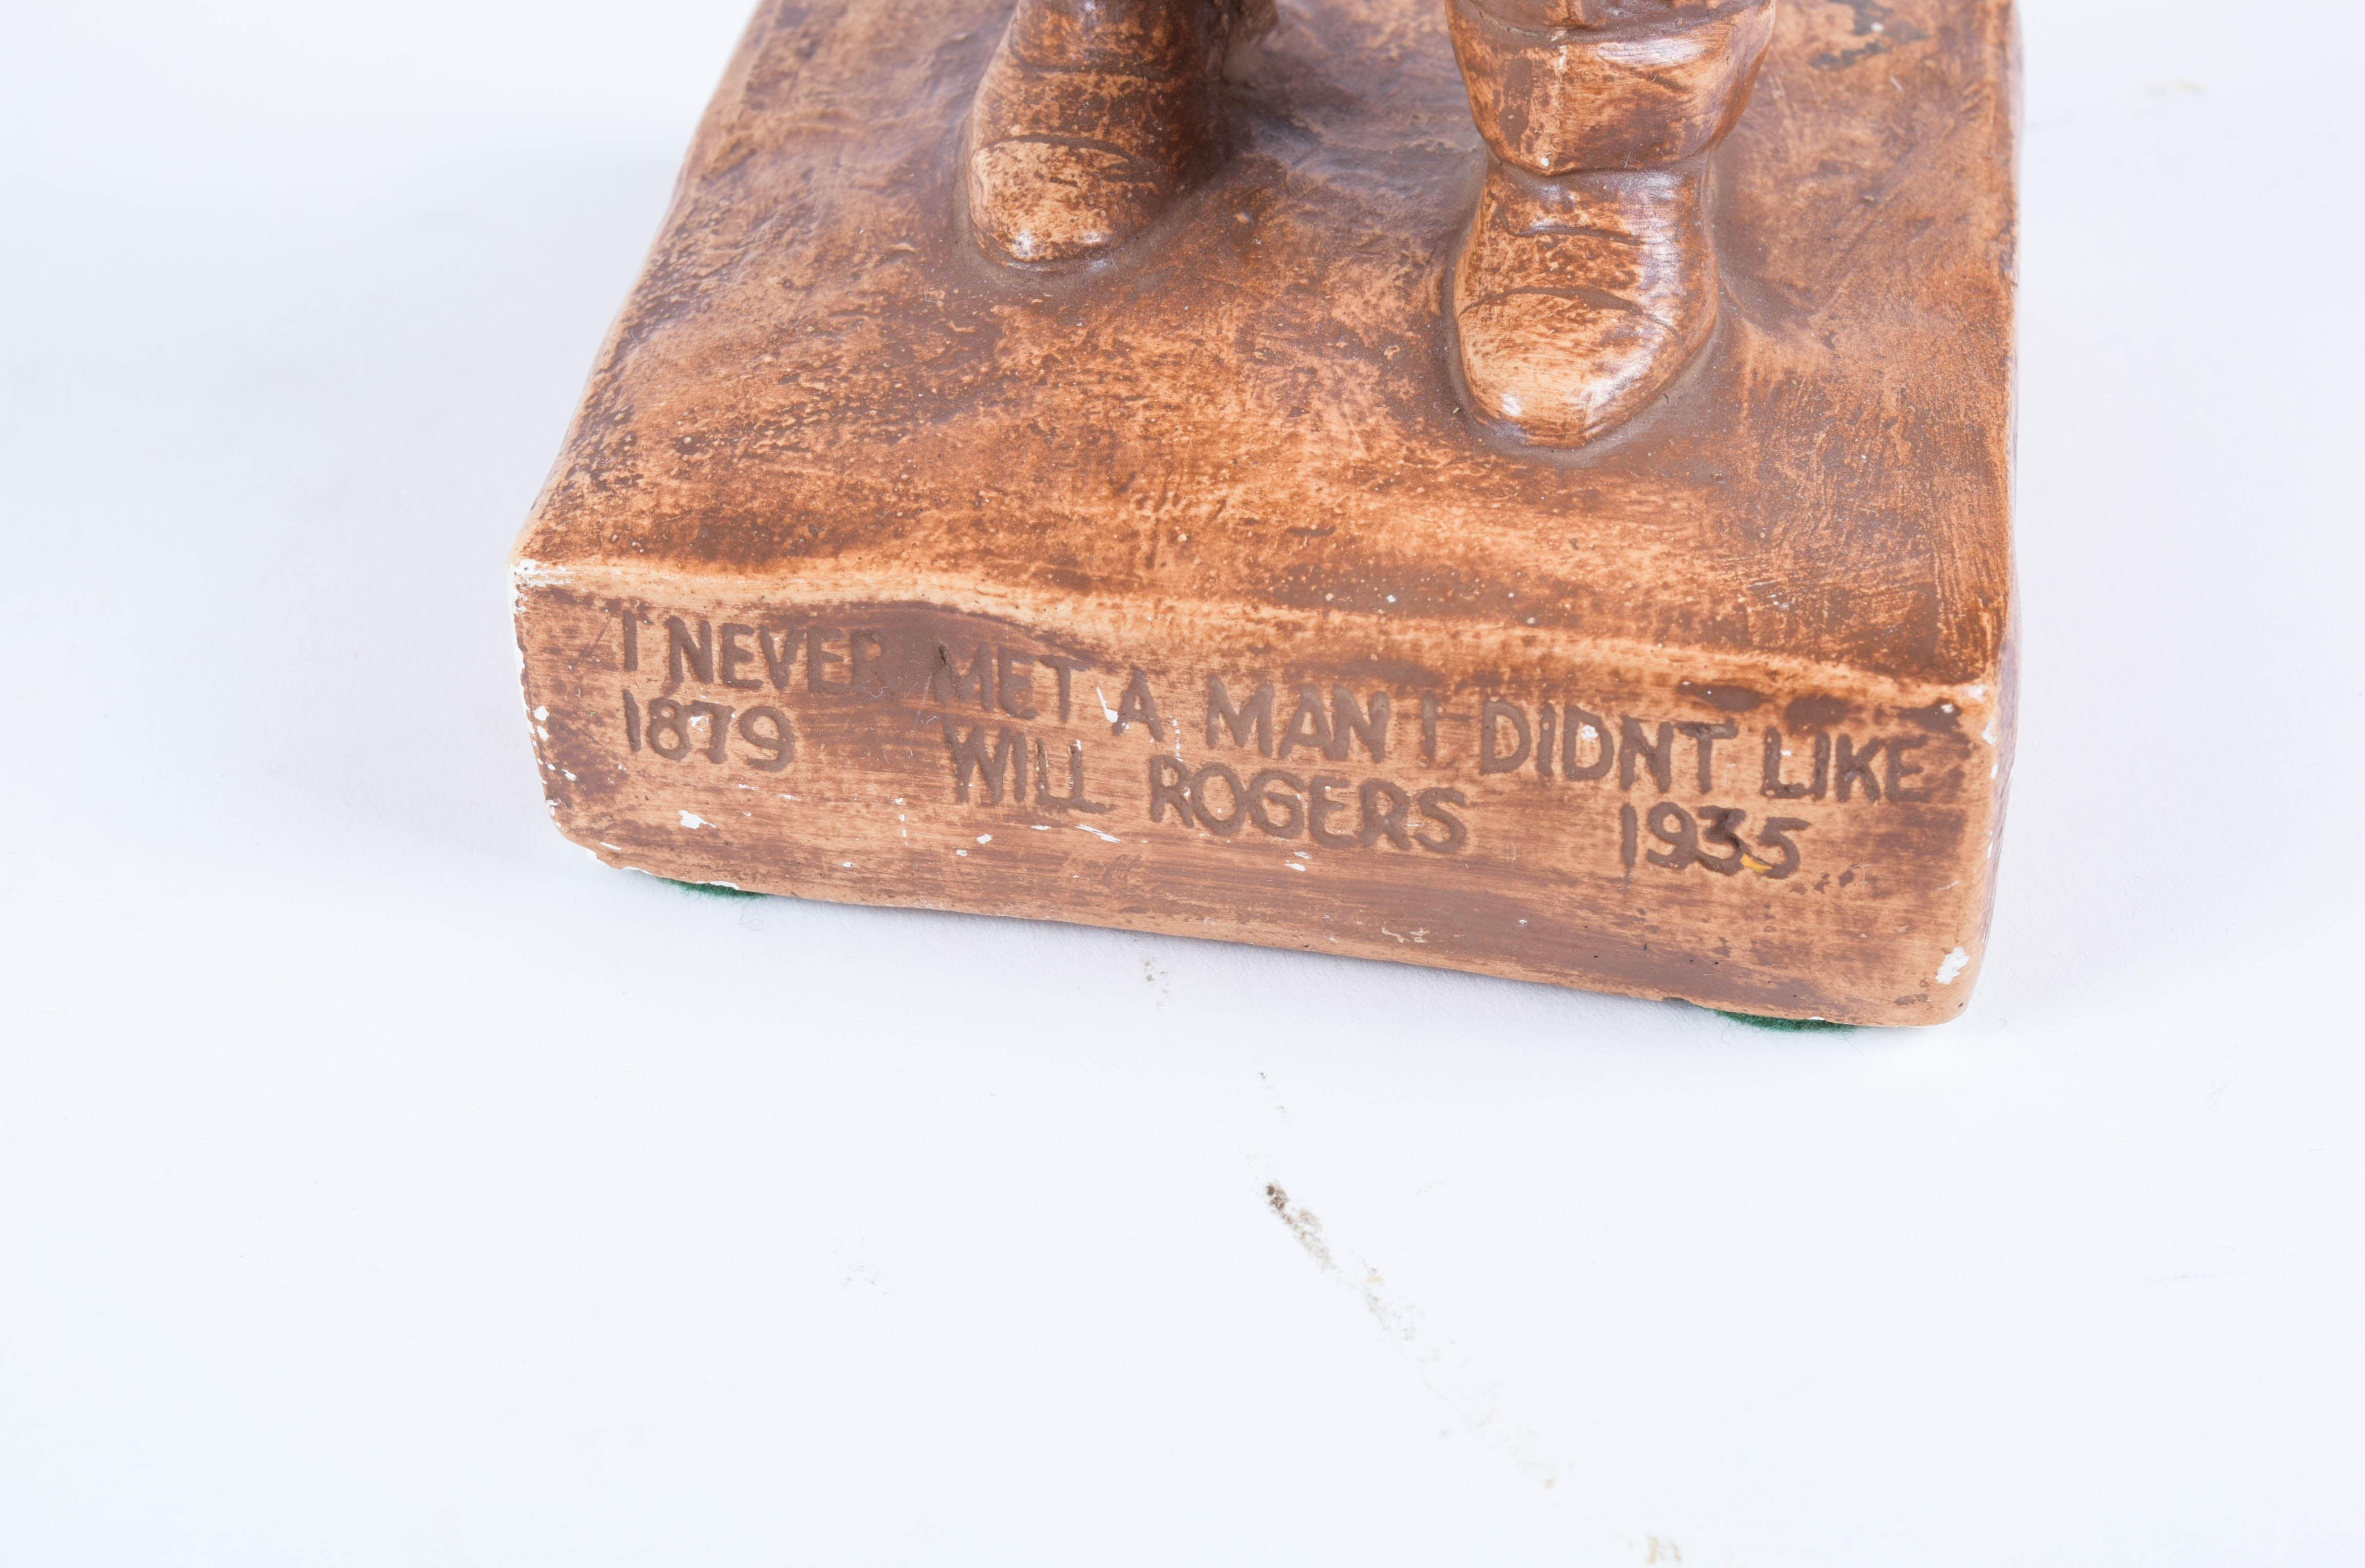 I NEVER MET A MAN I DIDNT LIKE
1879 WILL ROGERS 1935